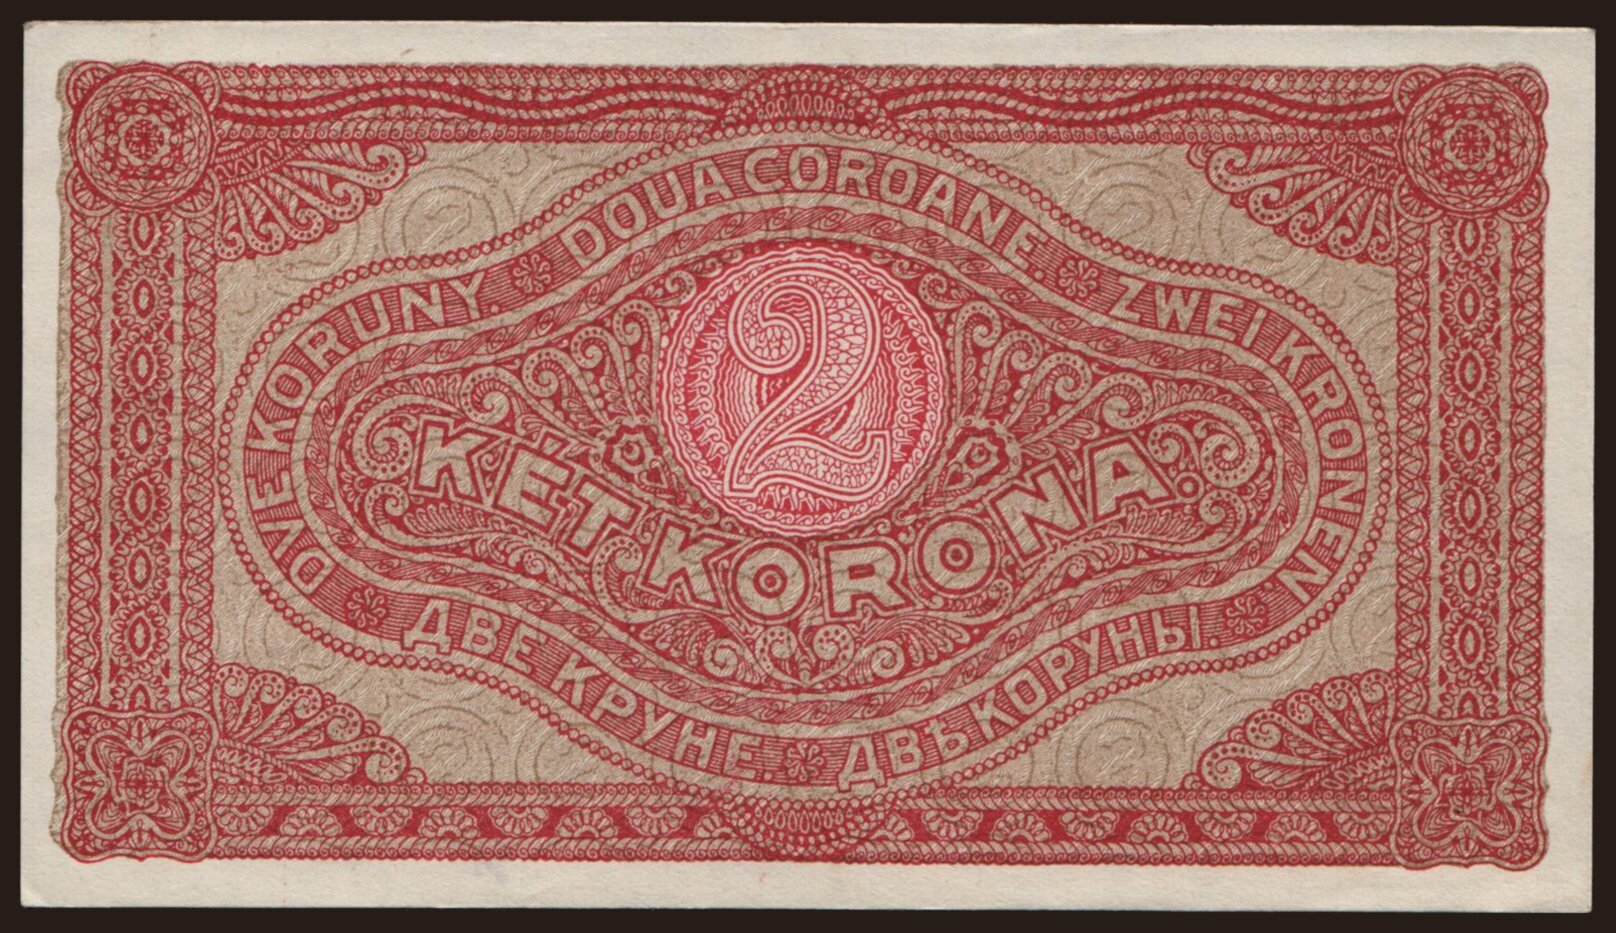 DVE KORUNY.
DOUA COROANE.
ZWEI KRONEN
2
KÉT KORONA.
ДВЕ КРУНЕ.
ДВѢ КОРУНЫ.